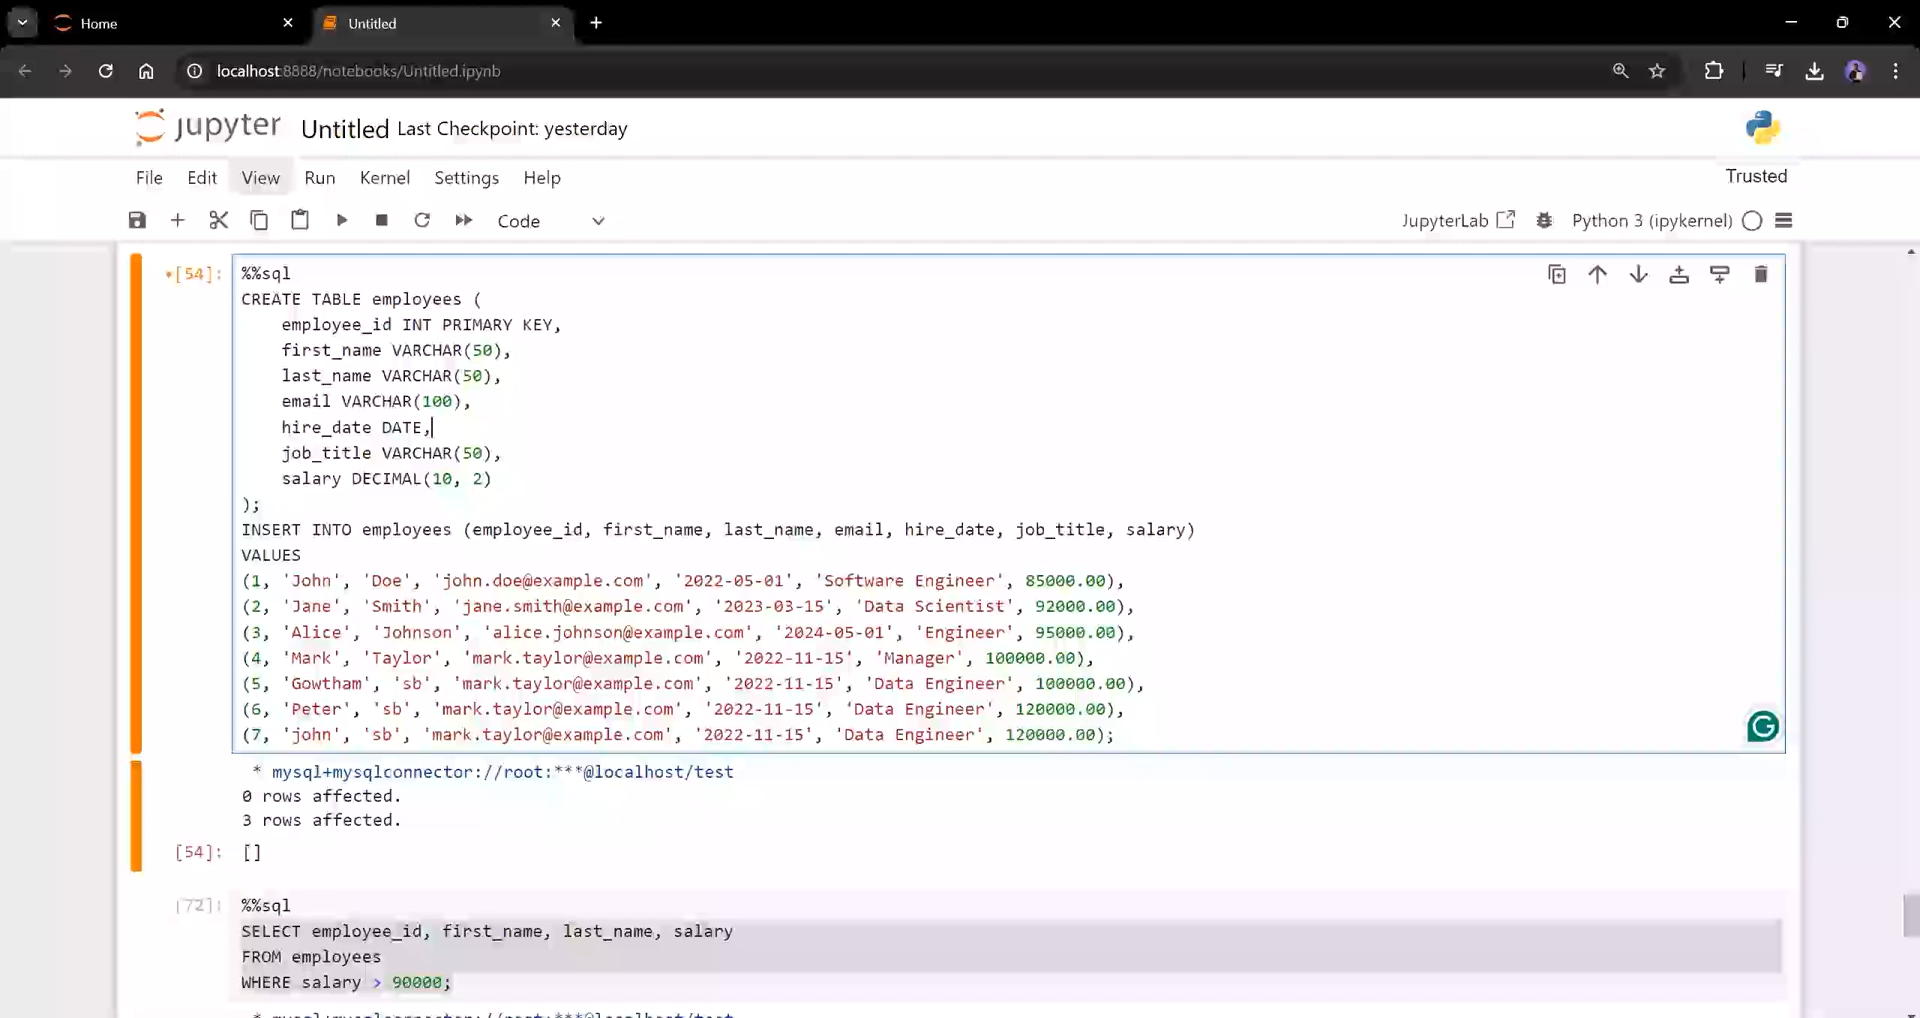 Home
Untitled
localhost:8888/notebooks/Untitled.ipynb
jupyter Untitled Last Checkpoint: yesterday
File Edit View Run Kernel Settings Help
Trusted
Code
JupyterLab Python 3 (ipykernel)
[54]:
%%sql
CREATE TABLE employees (
employee_id INT PRIMARY KEY,
first_name VARCHAR(50),
last_name VARCHAR(50),
email VARCHAR(100),
hire_date DATE,
job_title VARCHAR(50),
salary DECIMAL(10, 2)
);
INSERT INTO employees (employee_id, first_name, last_name, email, hire_date, job_title, salary)
VALUES
(1, 'John', 'Doe', 'john.doe@example.com', '2022-05-01', 'Software Engineer', 85000.00),
(2, 'Jane', 'Smith', 'jane.smith@example.com', '2023-03-15', 'Data Scientist', 92000.00),
(3, 'Alice', 'Johnson', 'alice.johnson@example.com', '2024-05-01', 'Engineer', 95000.00),
(4, 'Mark', 'Taylor', 'mark.taylor@example.com', '2022-11-15', 'Manager', 100000.00),
(5, 'Gowtham', 'sb', 'mark.taylor@example.com', '2022-11-15', 'Data Engineer', 100000.00),
(6, 'Peter', 'sb', 'mark.taylor@example.com', '2022-11-15', 'Data Engineer', 120000.00),
(7, 'john', 'sb', 'mark.taylor@example.com', '2022-11-15', 'Data Engineer', 120000.00);
* mysql+mysqlconnector://root:***@localhost/test
0 rows affected.
3 rows affected.
[54]: []
[72]:
%%sql
SELECT employee_id, first_name, last_name, salary
FROM employees
WHERE salary > 90000;
* mysql+mysqlconnector://root:***@localhost/test